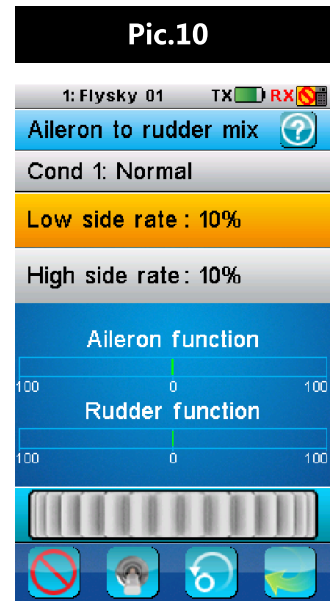 Pic.10
1: Flysky 01 TX RX
Aileron to rudder mix ?
Cond 1: Normal
Low side rate : 10%
High side rate: 10%
Aileron function
100 0 100
Rudder function
100 0 100